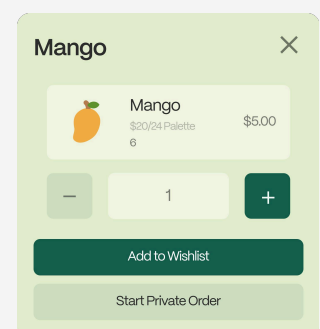 Mango
Mango
$20/24 Palette
$5.00
6
1
Add to Wishlist
Start Private Order